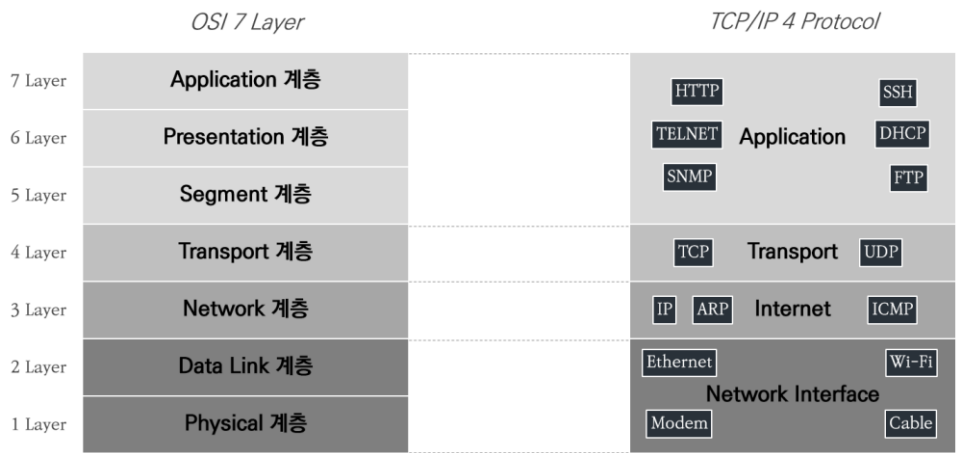 OSI 7 Layer
TCP/IP 4 Protocol
7 Layer
Application 계층
6 Layer
Presentation 계층
5 Layer
Segment 계층
4 Layer
Transport 계층
3 Layer
Network 계층
2 Layer
Data Link 계층
1 Layer
Physical 계층
HTTP
SSH
TELNET
Application
DHCP
SNMP
FTP
TCP
Transport
UDP
IP
ARP
Internet
ICMP
Ethernet
Wi-Fi
Network Interface
Modem
Cable